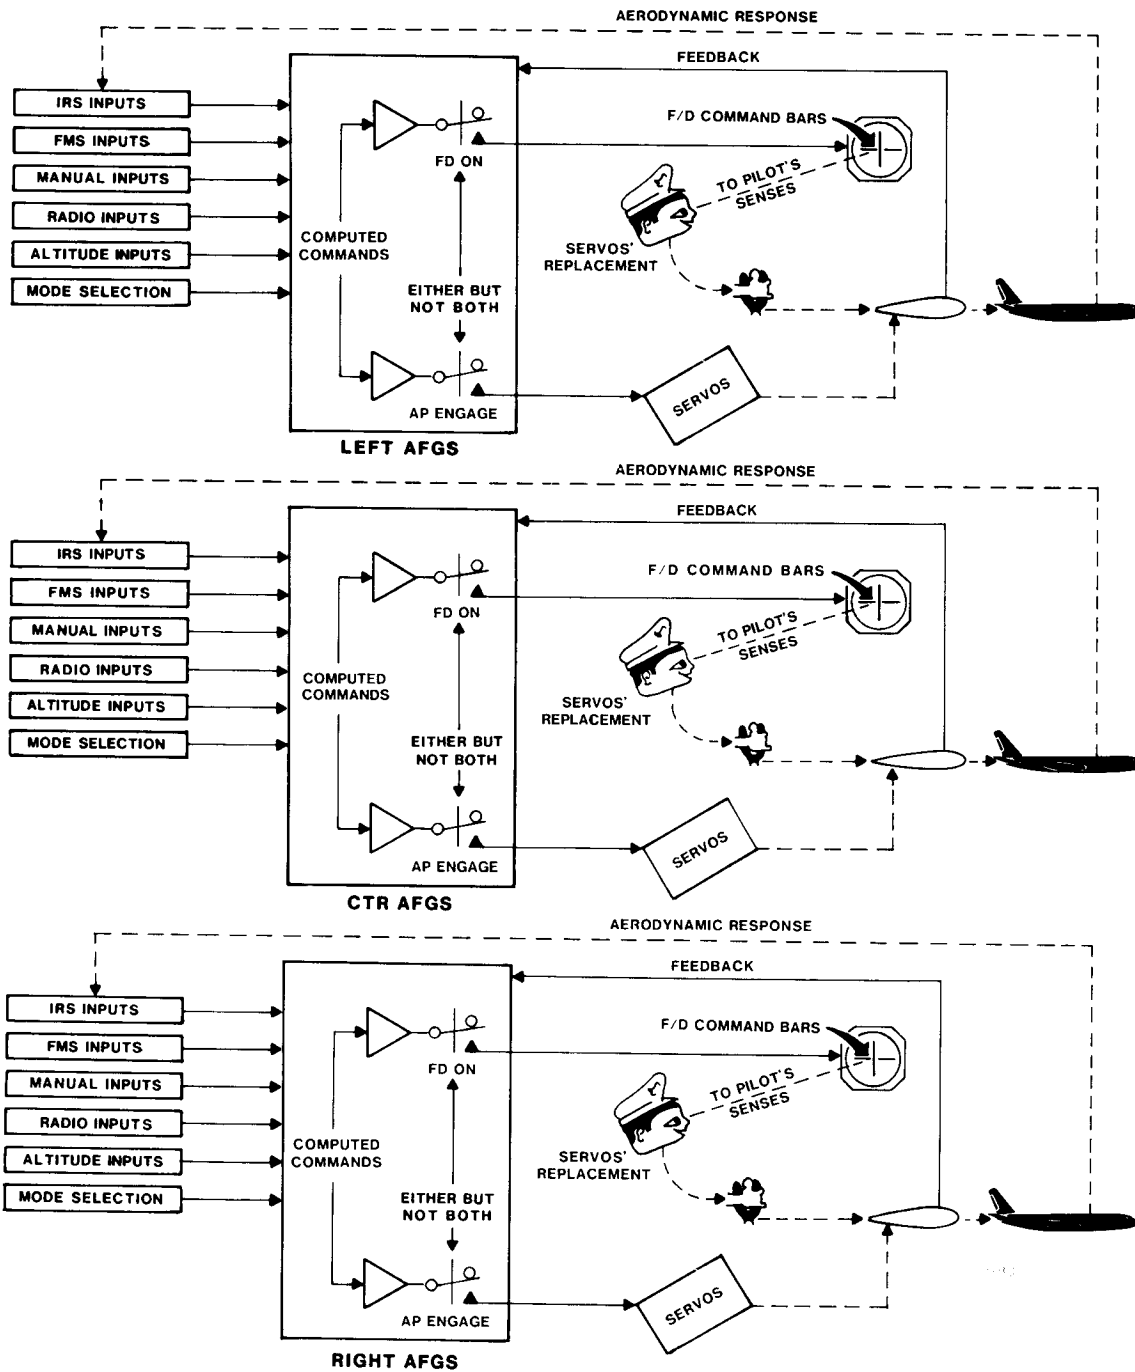 AERODYNAMIC RESPONSE
FEEDBACK
IRS INPUTS
FMS INPUTS
MANUAL INPUTS
RADIO INPUTS
ALTITUDE INPUTS
MODE SELECTION
COMPUTED
COMMANDS
FD ON
EITHER BUT
NOT BOTH
AP ENGAGE
F/D COMMAND BARS
TO PILOT'S
SENSES
SERVOS'
REPLACEMENT
SERVOS
LEFT AFGS
AERODYNAMIC RESPONSE
FEEDBACK
IRS INPUTS
FMS INPUTS
MANUAL INPUTS
RADIO INPUTS
ALTITUDE INPUTS
MODE SELECTION
COMPUTED
COMMANDS
FD ON
EITHER BUT
NOT BOTH
AP ENGAGE
F/D COMMAND BARS
TO PILOT'S
SENSES
SERVOS'
REPLACEMENT
SERVOS
CTR AFGS
AERODYNAMIC RESPONSE
FEEDBACK
IRS INPUTS
FMS INPUTS
MANUAL INPUTS
RADIO INPUTS
ALTITUDE INPUTS
MODE SELECTION
COMPUTED
COMMANDS
FD ON
EITHER BUT
NOT BOTH
AP ENGAGE
F/D COMMAND BARS
TO PILOT'S
SENSES
SERVOS'
REPLACEMENT
SERVOS
RIGHT AFGS